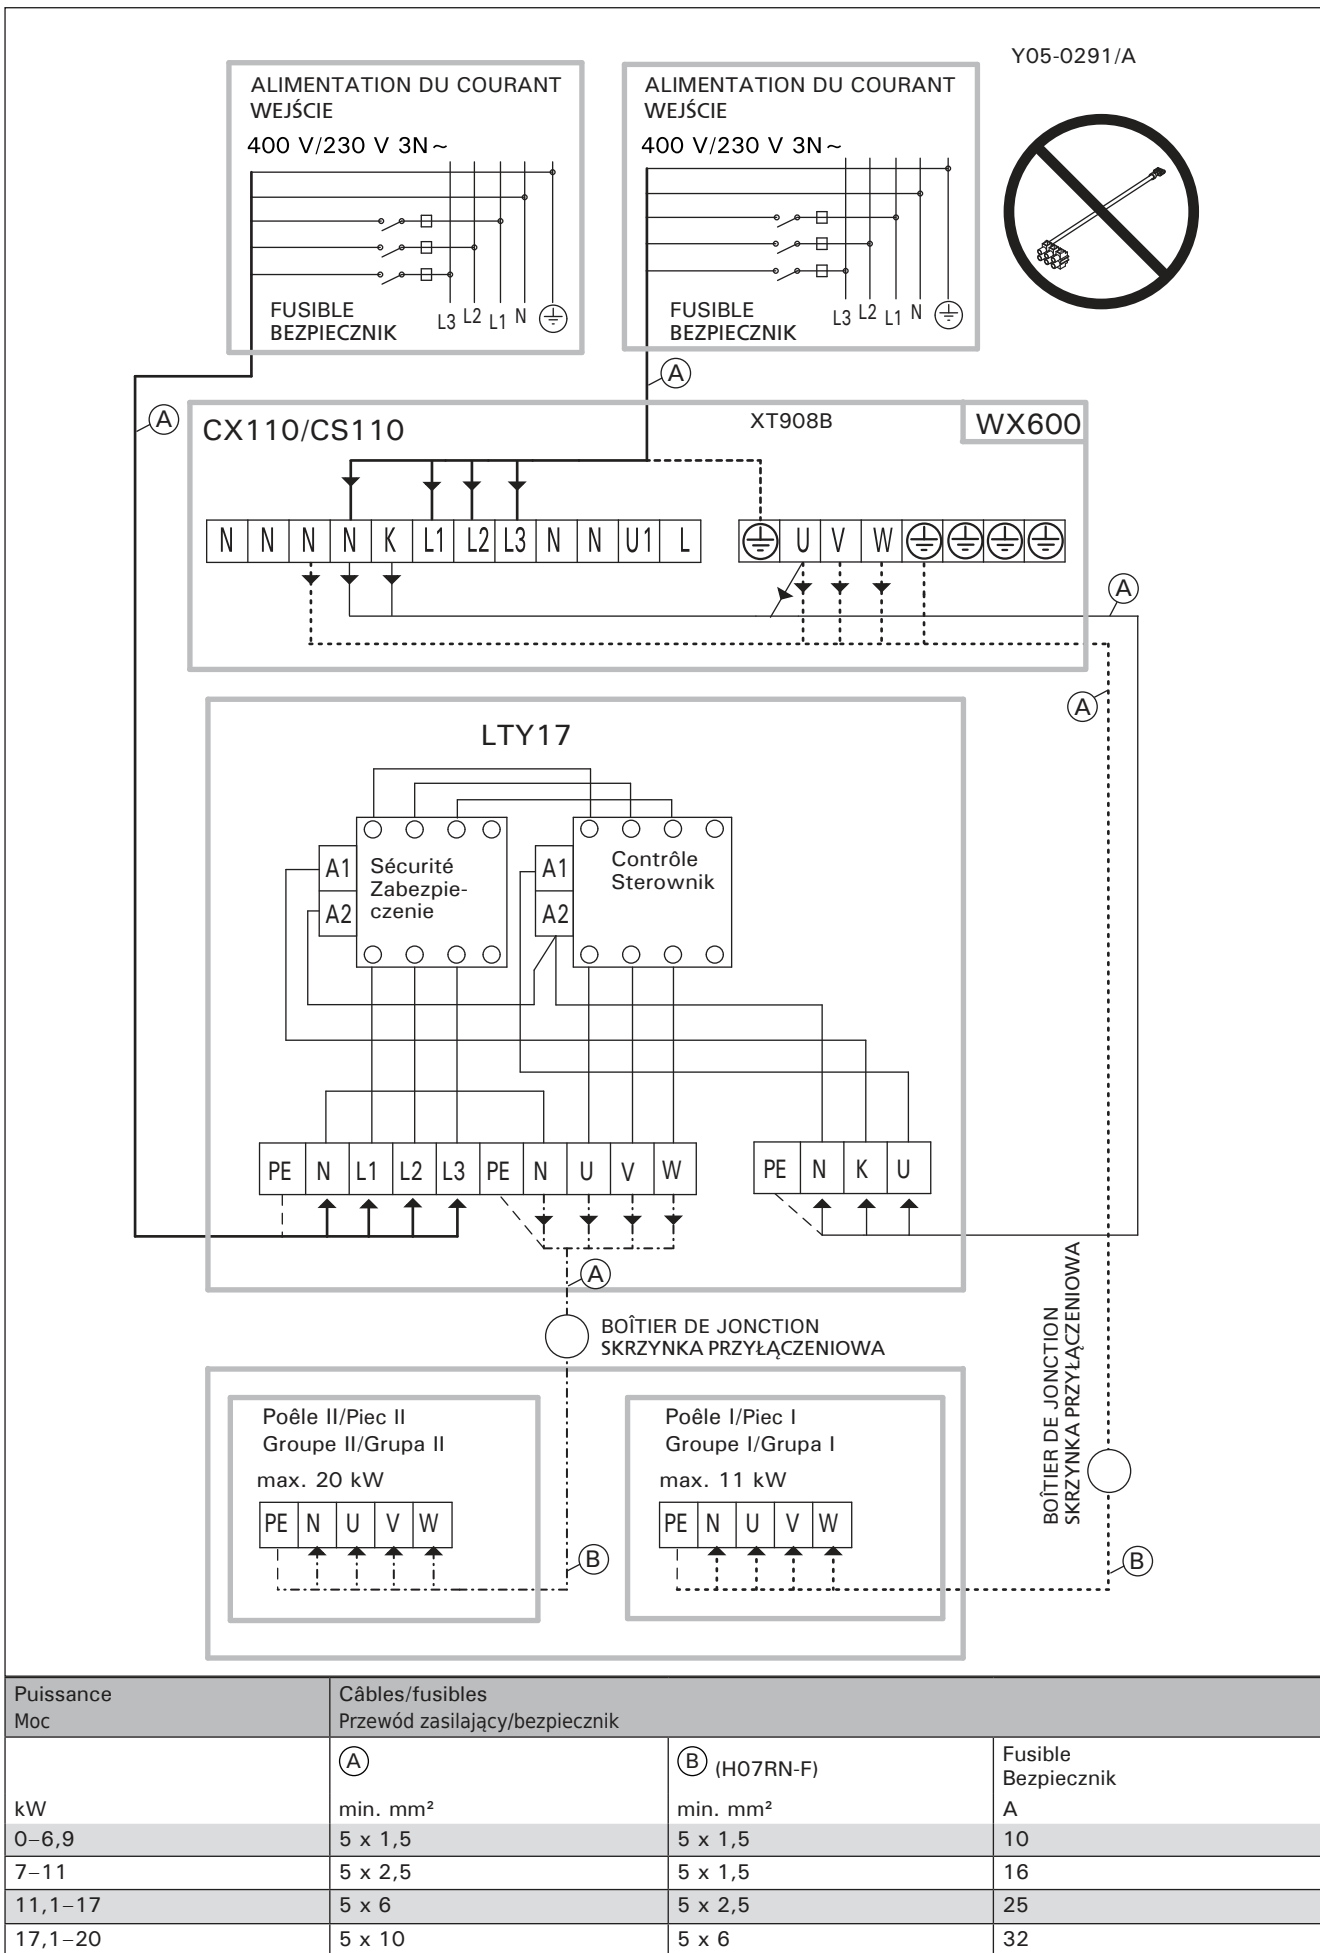 Y05-0291/A
ALIMENTATION DU COURANT
WEJŚCIE
400 V/230 V 3N~
FUSIBLE
BEZPIECZNIK
L3 L2 L1 N
ALIMENTATION DU COURANT
WEJŚCIE
400 V/230 V 3N~
FUSIBLE
BEZPIECZNIK
L3 L2 L1 N
A
A
CX110/CS110
XT908B
WX600
N N N N K L1 L2 L3 N N U1 L
U V W
A
A
LTY17
A1
A2
Sécurité
Zabezpie-
czenie
A1
A2
Contrôle
Sterownik
PE N L1 L2 L3 PE N U V W
PE N K U
A
BOÎTIER DE JONCTION
SKRZYNKA PRZYŁĄCZENIOWA
BOÎTIER DE JONCTION
SKRZYNKA PRZYŁĄCZENIOWA
Poêle II/Piec II
Groupe II/Grupa II
max. 20 kW
PE N U V W
B
Poêle I/Piec I
Groupe I/Grupa I
max. 11 kW
PE N U V W
B
Puissance
Moc
Câbles/fusibles
Przewód zasilający/bezpiecznik
kW
A
min. mm²
B (H07RN-F)
min. mm²
Fusible
Bezpiecznik
A
0–6,9 5 x 1,5 5 x 1,5 10
7–11 5 x 2,5 5 x 1,5 16
11,1–17 5 x 6 5 x 2,5 25
17,1–20 5 x 10 5 x 6 32